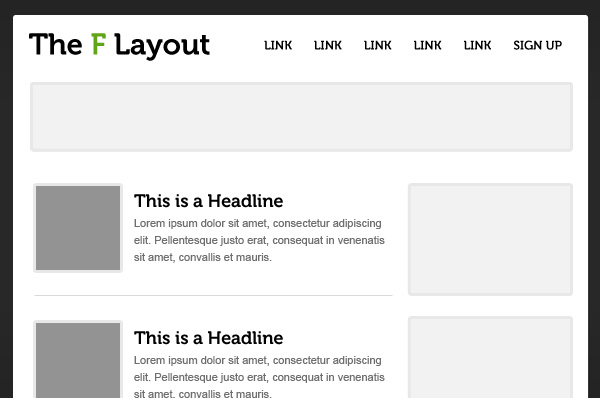 The F Layout
LINK LINK LINK LINK LINK SIGN UP
This is a Headline
Lorem ipsum dolor sit amet, consectetur adipiscing
elit. Pellentesque justo erat, consequat in venenatis
sit amet, convallis et mauris.
This is a Headline
Lorem ipsum dolor sit amet, consectetur adipiscing
elit. Pellentesque justo erat, consequat in venenatis
sit amet, convallis et mauris.